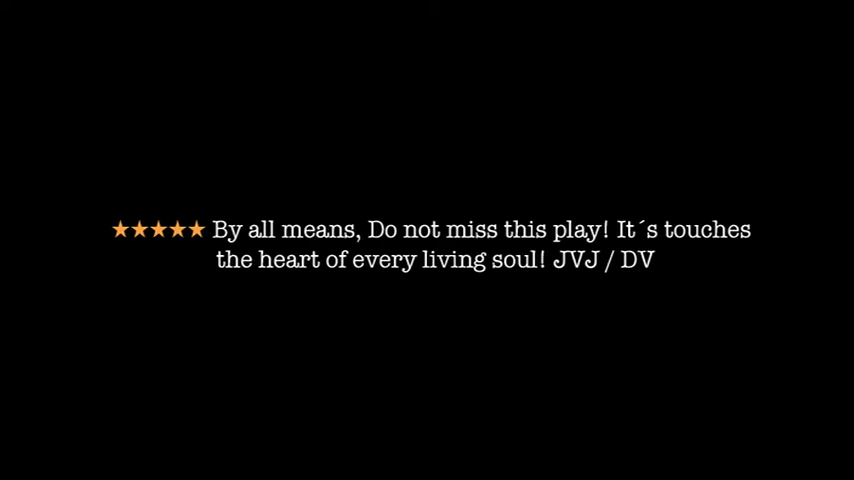 ★★★★★ By all means, Do not miss this play! It´s touches
the heart of every living soul! JVJ / DV